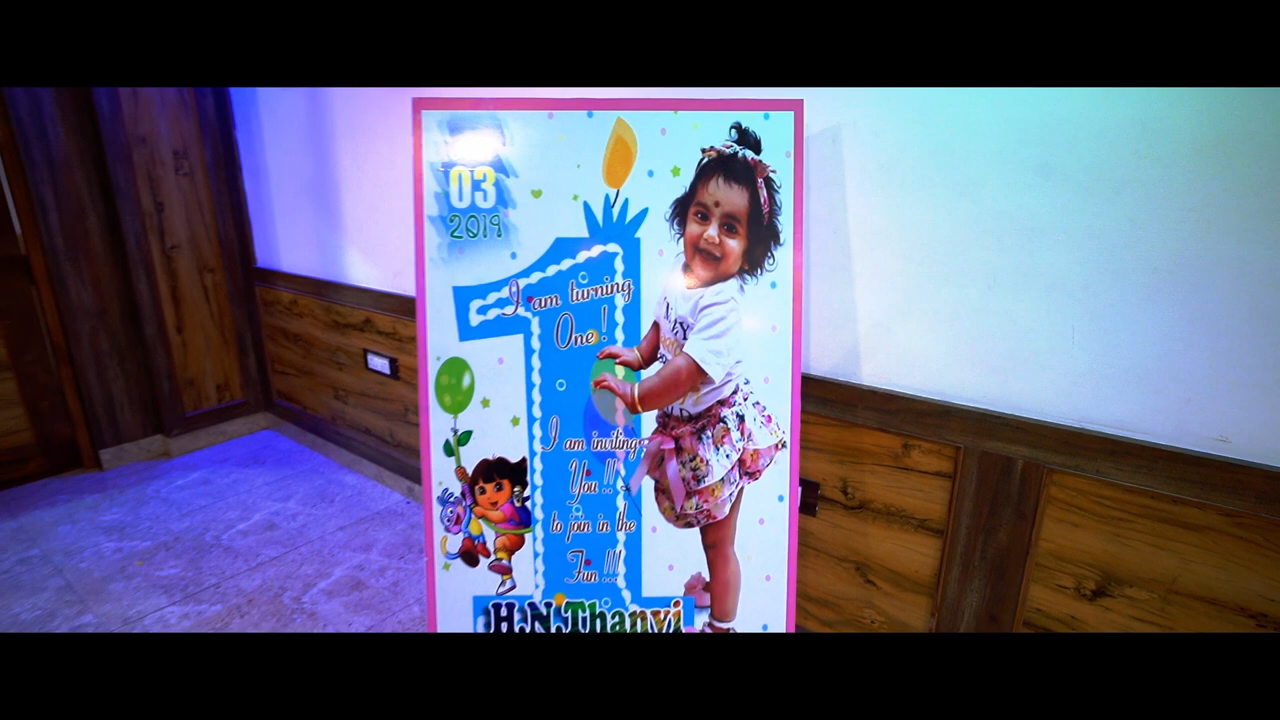 03
2019
I am turning
One !
I am inviting
You !!
to join in the
Fun !!!
H.N.Thanvi